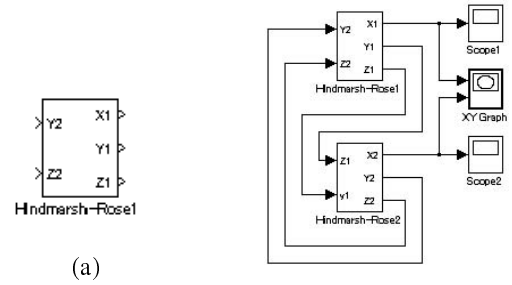 Y2
X1
Y1
Z2
Z1
Hindmarsh-Rose1
(a)
Y2
X1
Y1
Z2
Z1
Hindmarsh-Rose1
Scope1
XY Graph
Z1
X2
Y2
y1
Z2
Hindmarsh-Rose2
Scope2